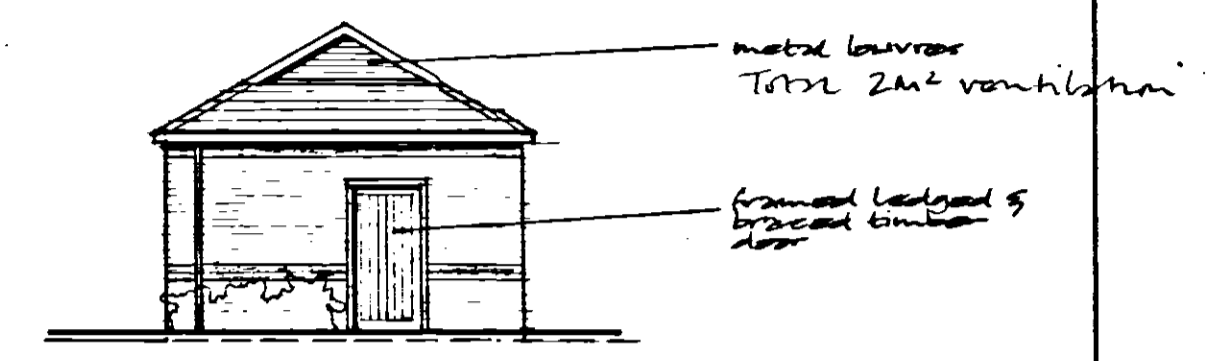 metal louvres
Total 2m² ventilation
framed ledged &
braced timber
door